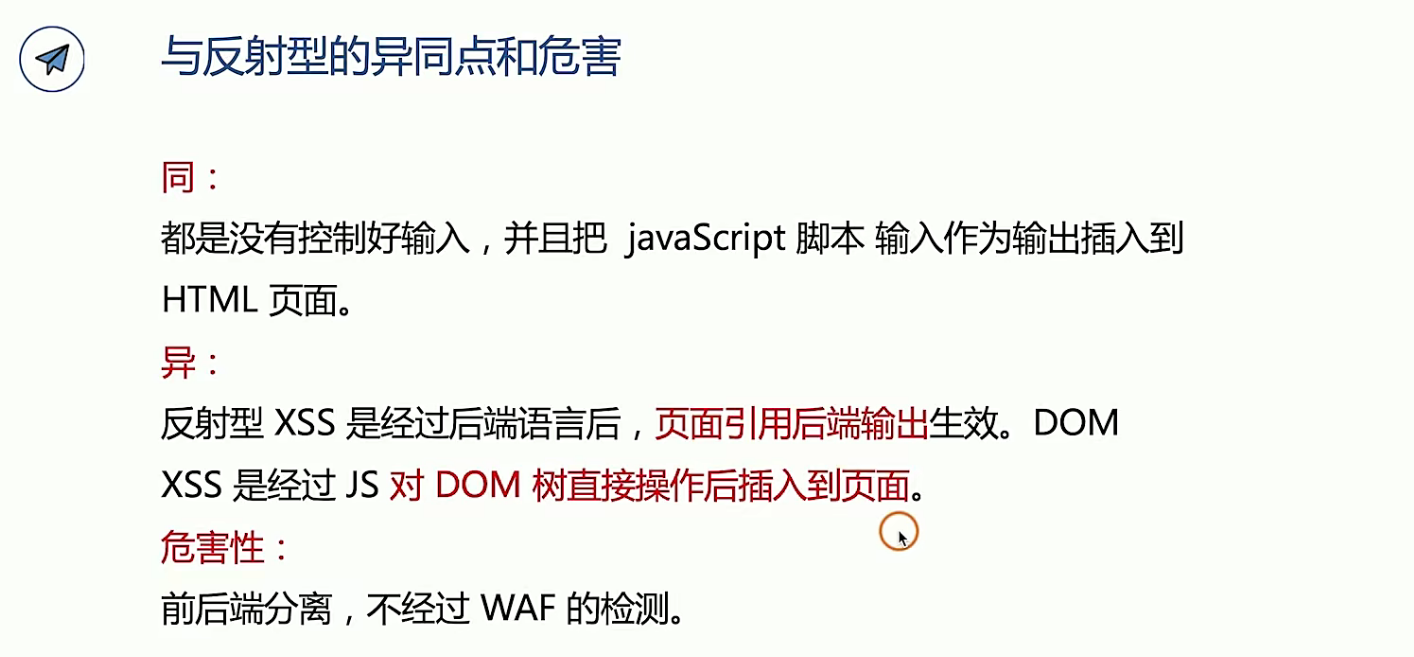 与反射型的异同点和危害
同：
都是没有控制好输入，并且把 javaScript 脚本 输入作为输出插入到
HTML 页面。
异：
反射型 XSS 是经过后端语言后，页面引用后端输出生效。DOM
XSS 是经过 JS 对 DOM 树直接操作后插入到页面。
危害性：
前后端分离，不经过 WAF 的检测。